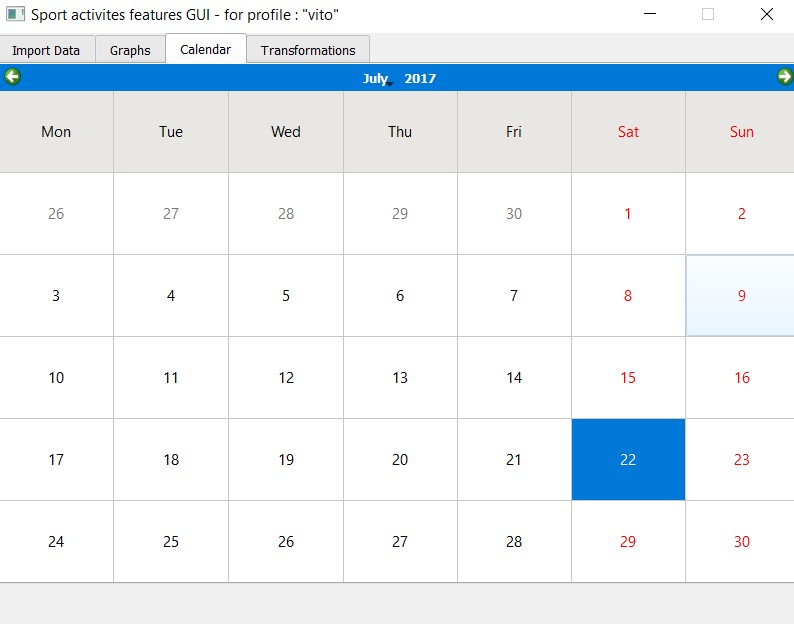 Sport activites features GUI - for profile : "vito"
Import Data Graphs Calendar Transformations
July 2017
Mon Tue Wed Thu Fri Sat Sun
26 27 28 29 30 1 2
3 4 5 6 7 8 9
10 11 12 13 14 15 16
17 18 19 20 21 22 23
24 25 26 27 28 29 30